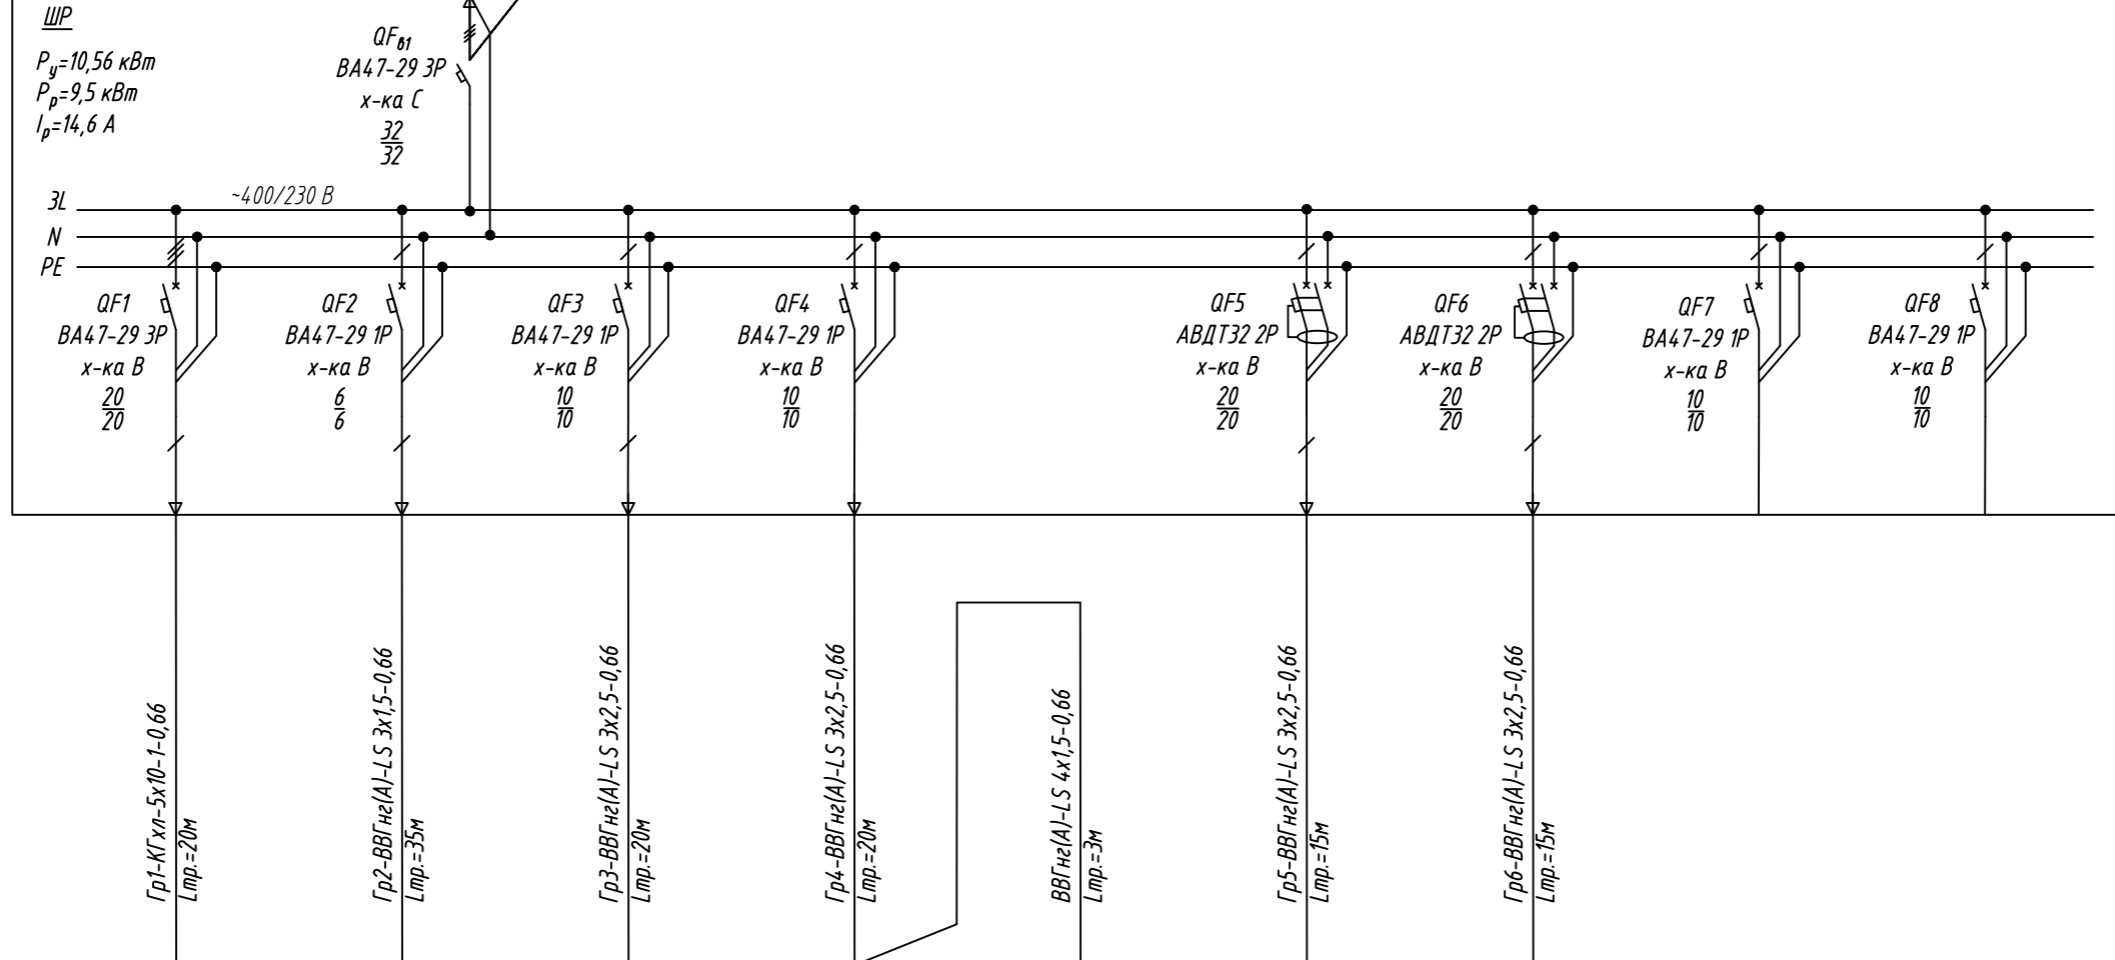 ШР
Pу=10,56 кВт
Pр=9,5 кВт
Iр=14,6 А
QFв1
ВА47-29 3Р
х-ка С
32
32
3L
~400/230 В
N
PE
QF1
ВА47-29 3Р
х-ка В
20
20
QF2
ВА47-29 1Р
х-ка В
6
6
QF3
ВА47-29 1Р
х-ка В
10
10
QF4
ВА47-29 1Р
х-ка В
10
10
QF5
АВДТ32 2Р
х-ка В
20
20
QF6
АВДТ32 2Р
х-ка В
20
20
QF7
ВА47-29 1Р
х-ка В
10
10
QF8
ВА47-29 1Р
х-ка В
10
10
Гр1-КГхл-5х10-1-0,66
Lтр.=20м
Гр2-ВВГнг(А)-LS 3х1,5-0,66
Lтр.=35м
Гр3-ВВГнг(А)-LS 3х2,5-0,66
Lтр.=20м
Гр4-ВВГнг(А)-LS 3х2,5-0,66
Lтр.=20м
ВВГнг(А)-LS 4х1,5-0,66
Lтр.=3м
Гр5-ВВГнг(А)-LS 3х2,5-0,66
Lтр.=15м
Гр6-ВВГнг(А)-LS 3х2,5-0,66
Lтр.=15м